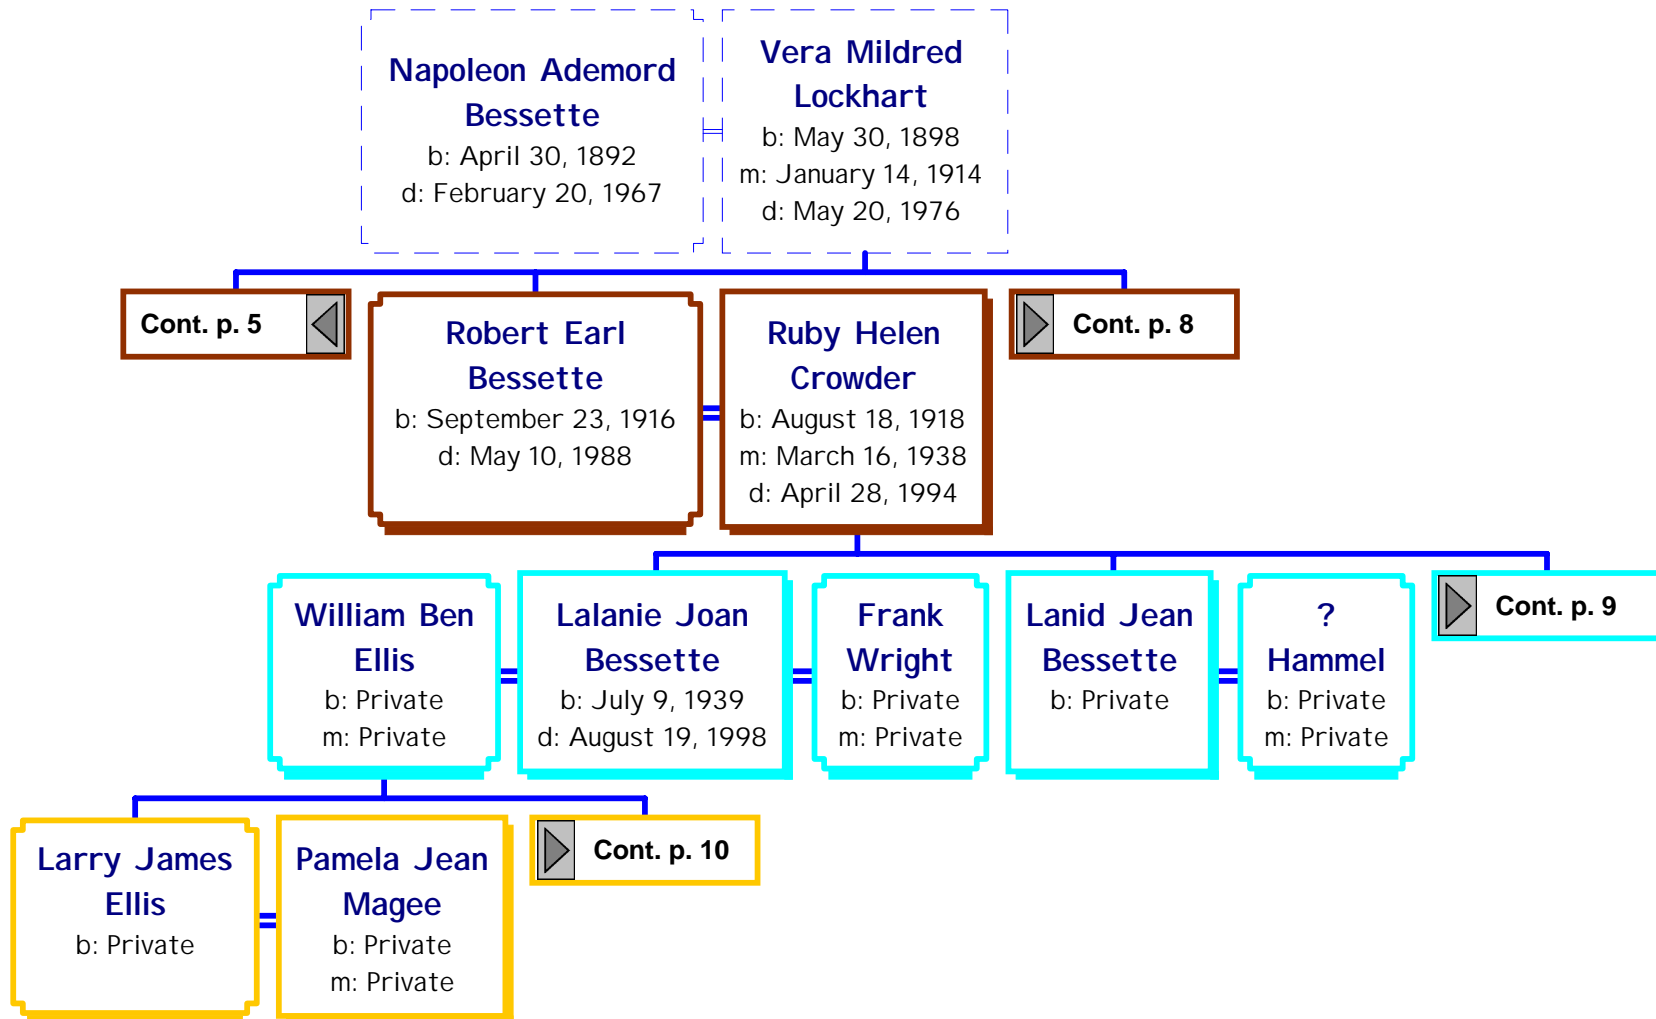 Napoleon Ademord
Bessette
b: April 30, 1892
d: February 20, 1967
Vera Mildred
Lockhart
b: May 30, 1898
m: January 14, 1914
d: May 20, 1976
Cont. p. 5
Robert Earl
Bessette
b: September 23, 1916
d: May 10, 1988
Ruby Helen
Crowder
b: August 18, 1918
m: March 16, 1938
d: April 28, 1994
Cont. p. 8
William Ben
Ellis
b: Private
m: Private
Lalanie Joan
Bessette
b: July 9, 1939
d: August 19, 1998
Frank
Wright
b: Private
m: Private
Lanid Jean
Bessette
b: Private
?
Hammel
b: Private
m: Private
Cont. p. 9
Larry James
Ellis
b: Private
Pamela Jean
Magee
b: Private
m: Private
Cont. p. 10